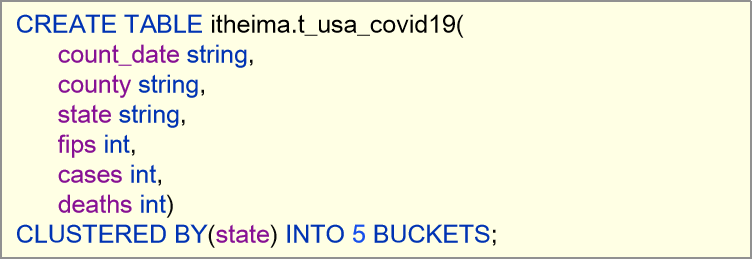 CREATE TABLE itheima.t_usa_covid19(
count_date string,
county string,
state string,
fips int,
cases int,
deaths int)
CLUSTERED BY(state) INTO 5 BUCKETS;